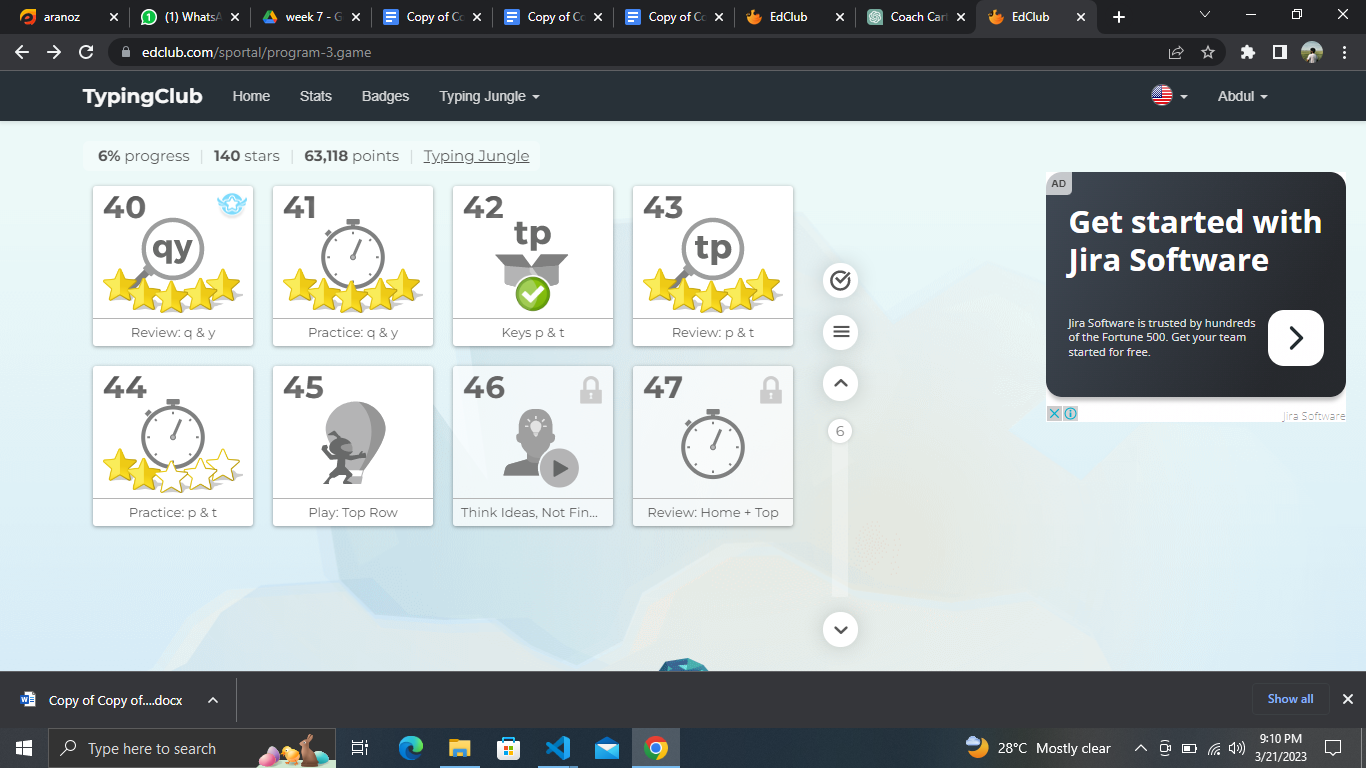 aranoz
(1) WhatsA
week 7 - G
Copy of Co
Copy of Co
Copy of Co
EdClub
Coach Cart
EdClub
edclub.com/sportal/program-3.game
TypingClub Home Stats Badges Typing Jungle Abdul
6% progress | 140 stars | 63,118 points | Typing Jungle
40
qy
Review: q & y
41
Practice: q & y
42
tp
Keys p & t
43
tp
Review: p & t
44
Practice: p & t
45
Play: Top Row
46
Think Ideas, Not Fin...
47
Review: Home + Top
6
AD
Get started with
Jira Software
Jira Software is trusted by hundreds
of the Fortune 500. Get your team
started for free.
Jira Software
Copy of Copy of....docx
Show all
Type here to search
28°C Mostly clear
9:10 PM
3/21/2023